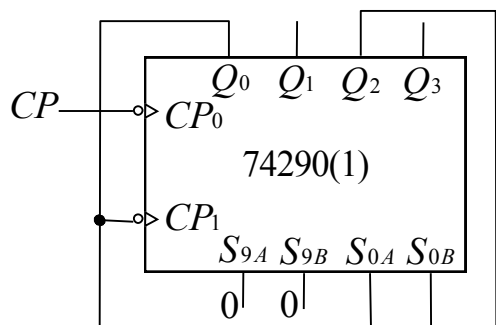 Q0 Q1 Q2 Q3
CP CP0
74290(1)
CP1
S9A S9B S0A S0B
0 0